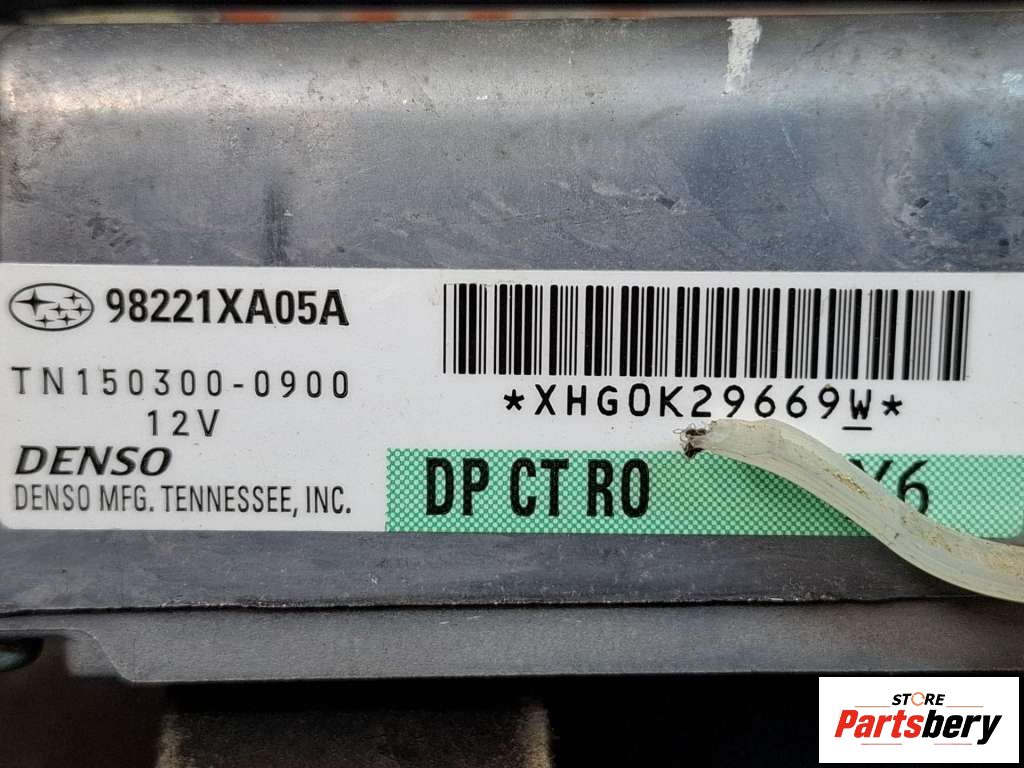 98221XA05A
TN150300-0900
12V
DENSO
DENSO MFG. TENNESSEE, INC.
*XHG0K29669W*
DP CT R0
STORE
Partsbery